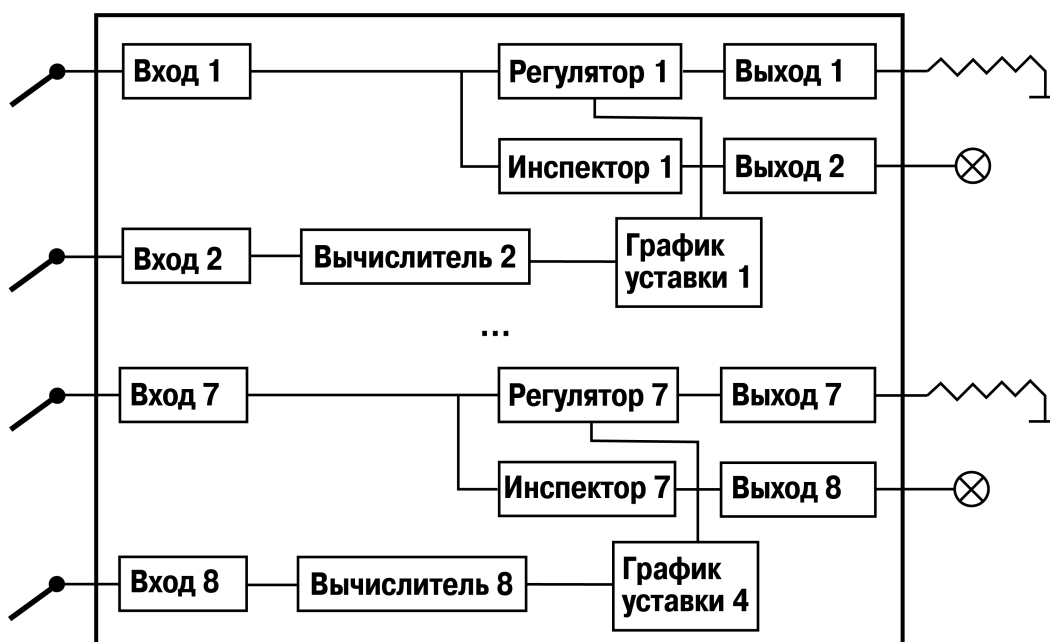 Вход 1
Регулятор 1
Выход 1
Инспектор 1
Выход 2
Вход 2
Вычислитель 2
График
уставки 1
...
Вход 7
Регулятор 7
Выход 7
Инспектор 7
Выход 8
Вход 8
Вычислитель 8
График
уставки 4